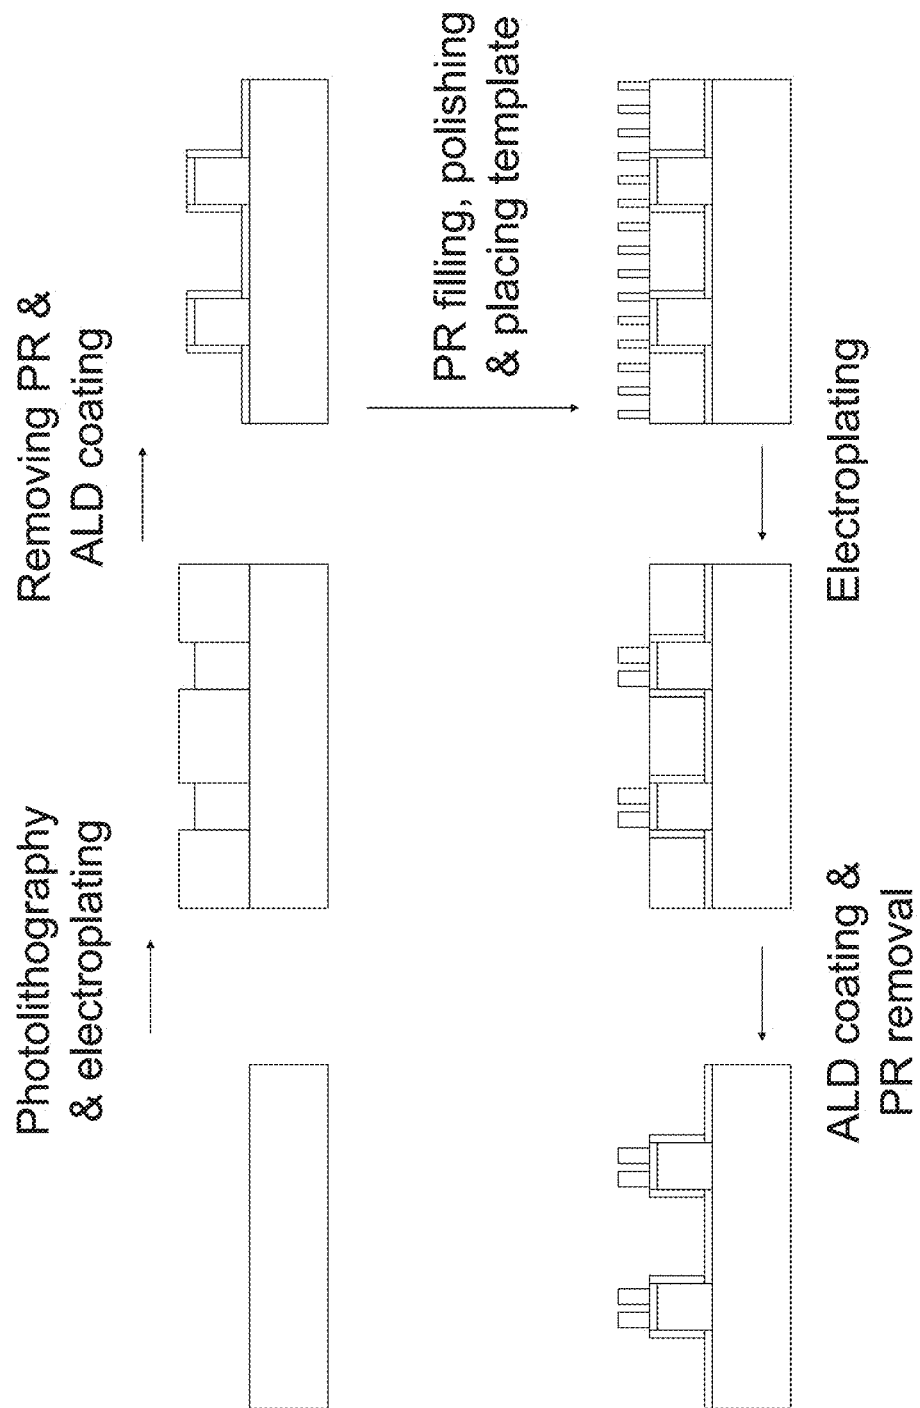 Photolithography
& electroplating
Removing PR &
ALD coating
PR filling, polishing
& placing template
Electroplating
ALD coating &
PR removal